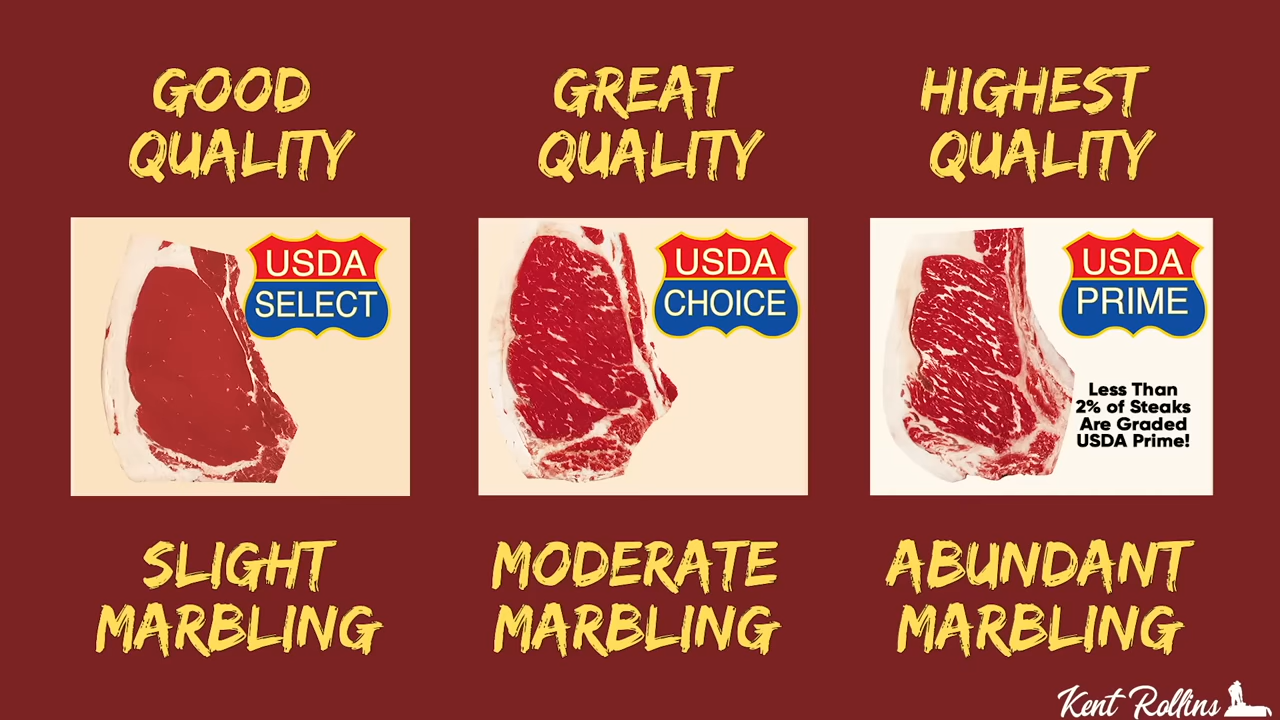 GOOD
QUALITY
GREAT
QUALITY
HIGHEST
QUALITY
USDA
SELECT
USDA
CHOICE
USDA
PRIME
Less Than
2% of Steaks
Are Graded
USDA Prime!
SLIGHT
MARBLING
MODERATE
MARBLING
ABUNDANT
MARBLING
Kent Rollins